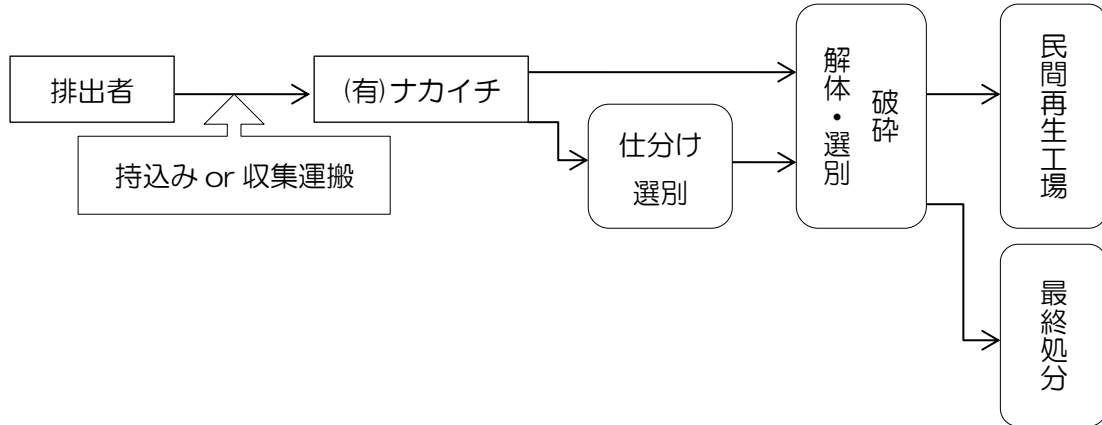 排出者
(有)ナカイチ
持込み or 収集運搬
仕分け
選別
破砕
解体・選別
民間再生工場
最終処分